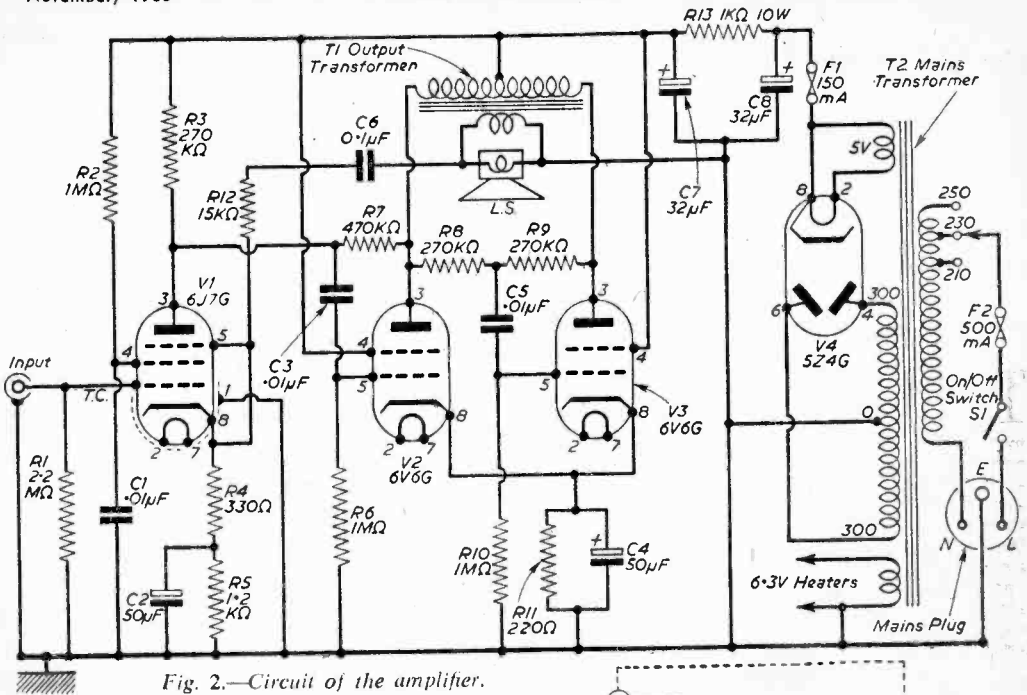 R13 1KΩ 10W
T1 Output
Transformer
F1
150
mA
T2 Mains
Transformer
C8
32µF
C7
32µF
5V
8
2
R3
270
KΩ
R2
1MΩ
R12
15KΩ
C6
0·1µF
L.S.
R7
470KΩ
R8
270KΩ
R9
270KΩ
C5
·01µF
250
230
210
6
4
V4
5Z4G
300
0
300
F2
500
mA
On/Off
Switch
S1
V1
6J7G
3
5
4
1
8
2
7
T.C.
Input
C3
·01µF
3
4
5
8
2
7
V2
6V6G
3
4
5
8
2
7
V3
6V6G
R1
2·2
MΩ
C1
·01µF
R4
330Ω
C2
50µF
R5
1·2
KΩ
R6
1MΩ
R10
1MΩ
R11
220Ω
C4
50µF
6·3V Heaters
E
N
L
Mains Plug
Fig. 2.—Circuit of the amplifier.